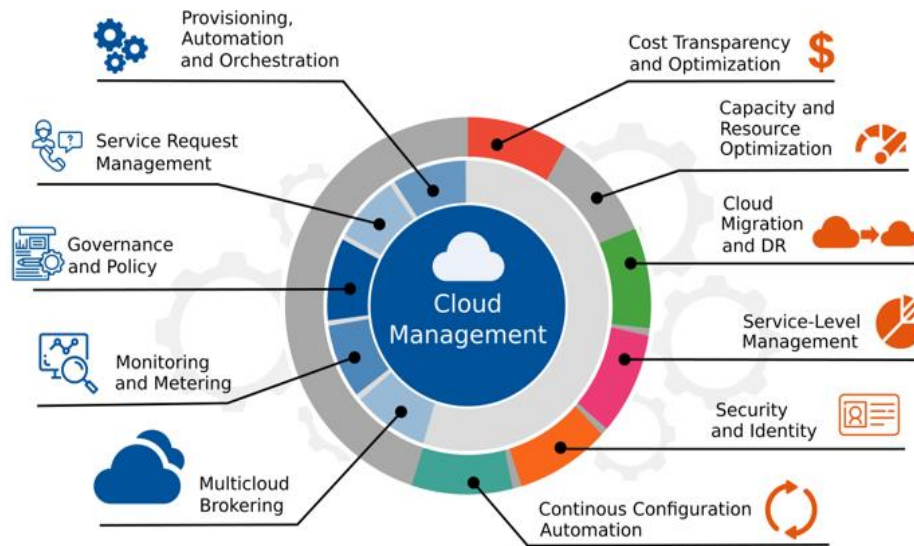 Provisioning,
Automation
and Orchestration
Service Request
Management
Governance
and Policy
Monitoring
and Metering
Multicloud
Brokering
Cloud
Management
Cost Transparency
and Optimization
$
Capacity and
Resource
Optimization
Cloud
Migration
and DR
Service-Level
Management
Security
and Identity
Continous Configuration
Automation
?